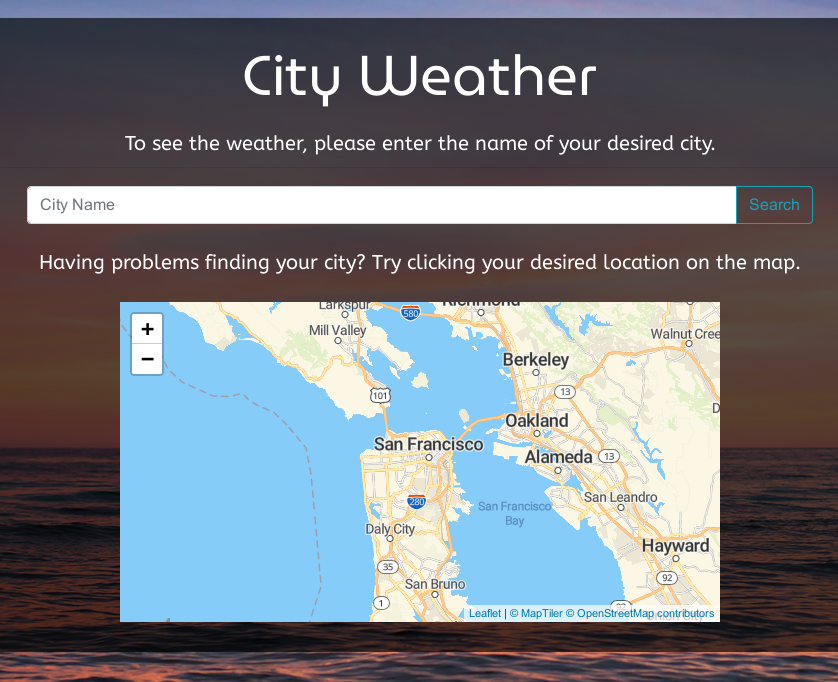 City Weather
To see the weather, please enter the name of your desired city.
City Name
Search
Having problems finding your city? Try clicking your desired location on the map.
+
−
Larkspur
580
Richmond
Mill Valley
Walnut Cree
Berkeley
101
13
D
Oakland
San Francisco
Alameda
13
San Leandro
280
San Francisco
Bay
Daly City
Hayward
35
92
San Bruno
1
92
Leaflet | © MapTiler © OpenStreetMap contributors